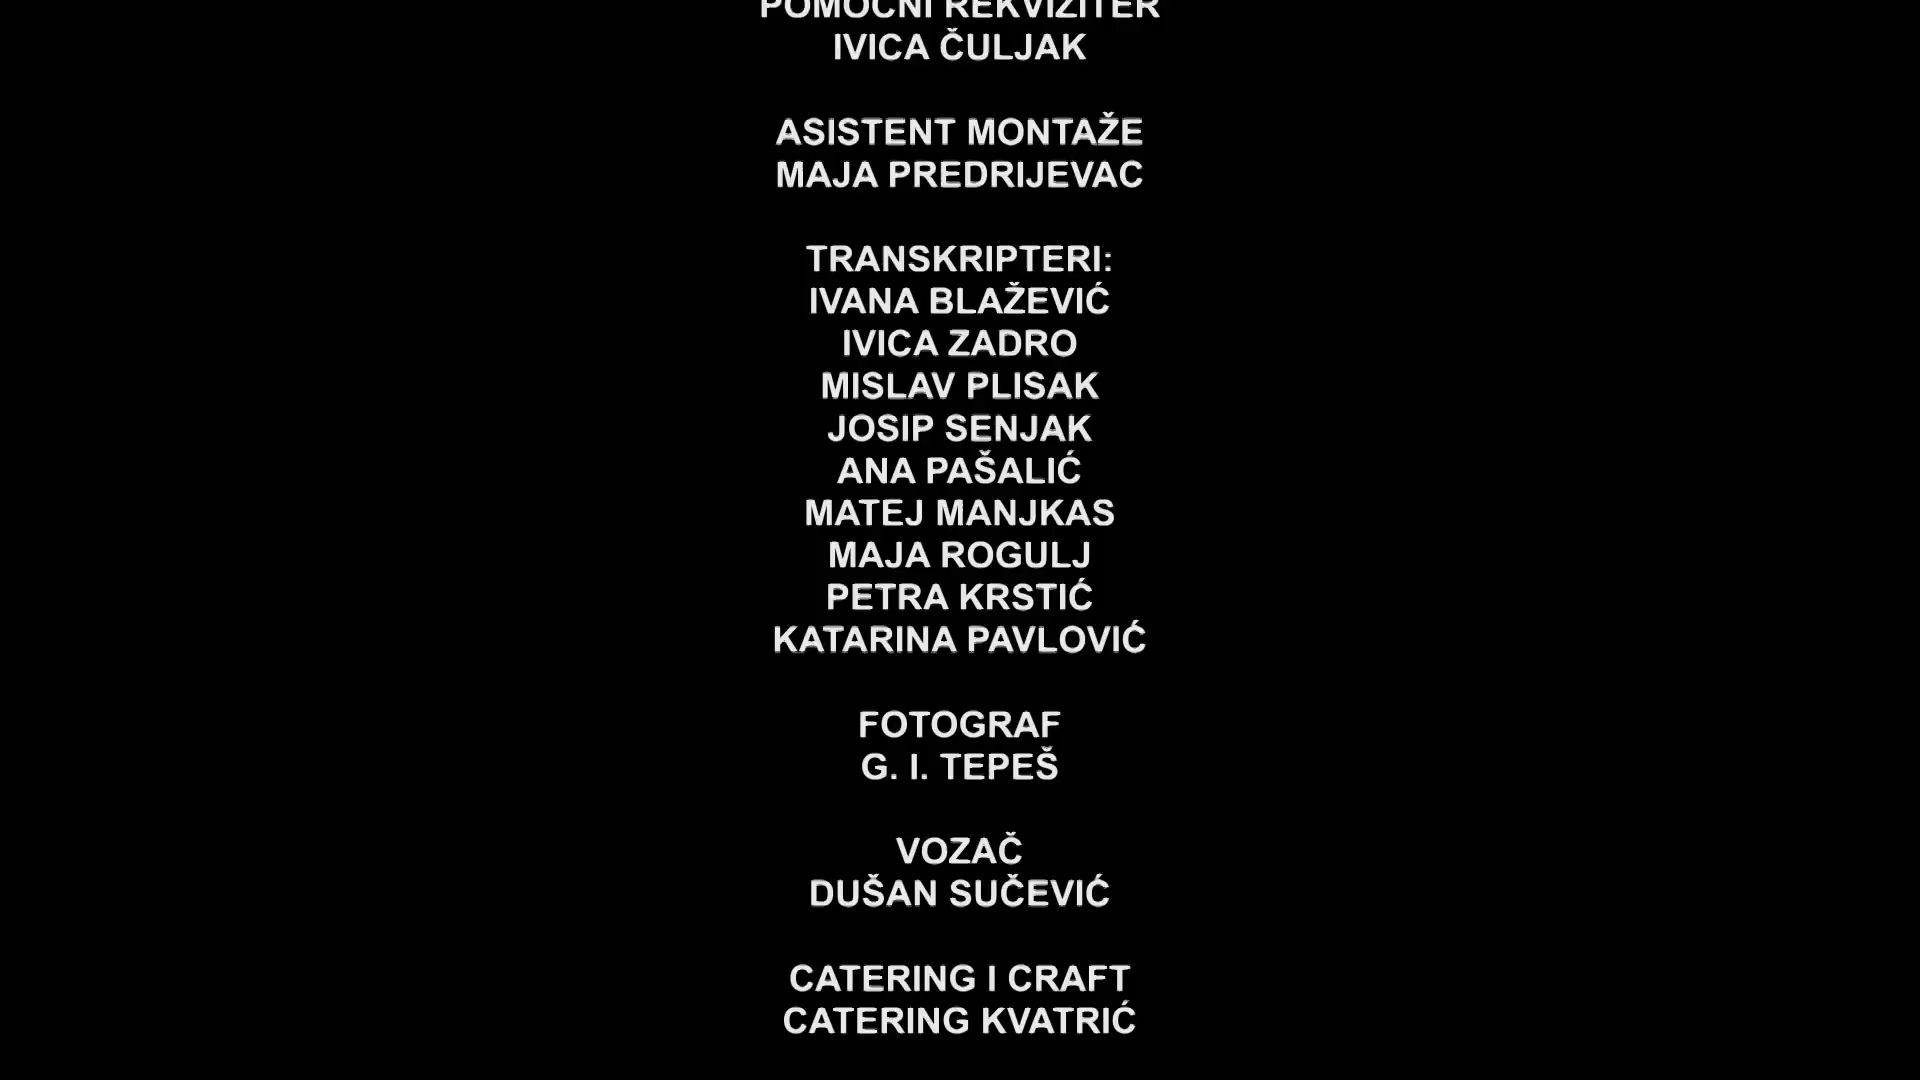 POMOĆNI REKVIZITER
IVICA ČULJAK
ASISTENT MONTAŽE
MAJA PREDRIJEVAC
TRANSKRIPTERI:
IVANA BLAŽEVIĆ
IVICA ZADRO
MISLAV PLISAK
JOSIP SENJAK
ANA PAŠALIĆ
MATEJ MANJKAS
MAJA ROGULJ
PETRA KRSTIĆ
KATARINA PAVLOVIĆ
FOTOGRAF
G. I. TEPEŠ
VOZAČ
DUŠAN SUČEVIĆ
CATERING I CRAFT
CATERING KVATRIĆ